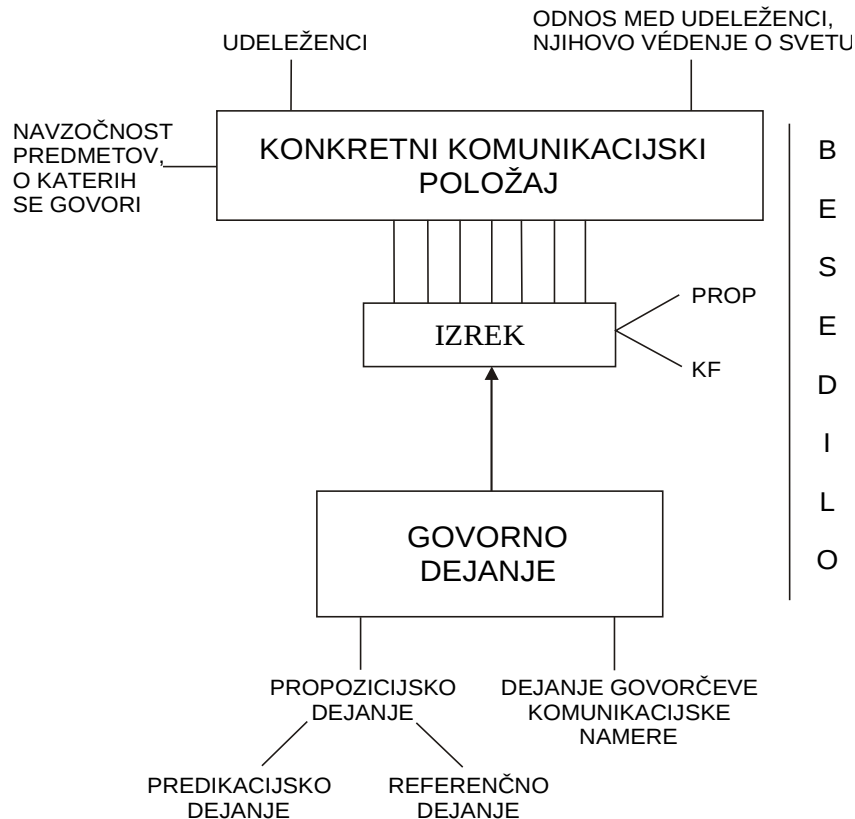 ODNOS MED UDELEŽENCI,
NJIHOVO VÉDENJE O SVETU
UDELEŽENCI
NAVZOČNOST
PREDMETOV,
O KATERIH
SE GOVORI
KONKRETNI KOMUNIKACIJSKI
POLOŽAJ
IZREK
PROP
KF
GOVORNO
DEJANJE
PROPOZICIJSKO
DEJANJE
DEJANJE GOVORČEVE
KOMUNIKACIJSKE
NAMERE
PREDIKACIJSKO
DEJANJE
REFERENČNO
DEJANJE
B
E
S
E
D
I
L
O